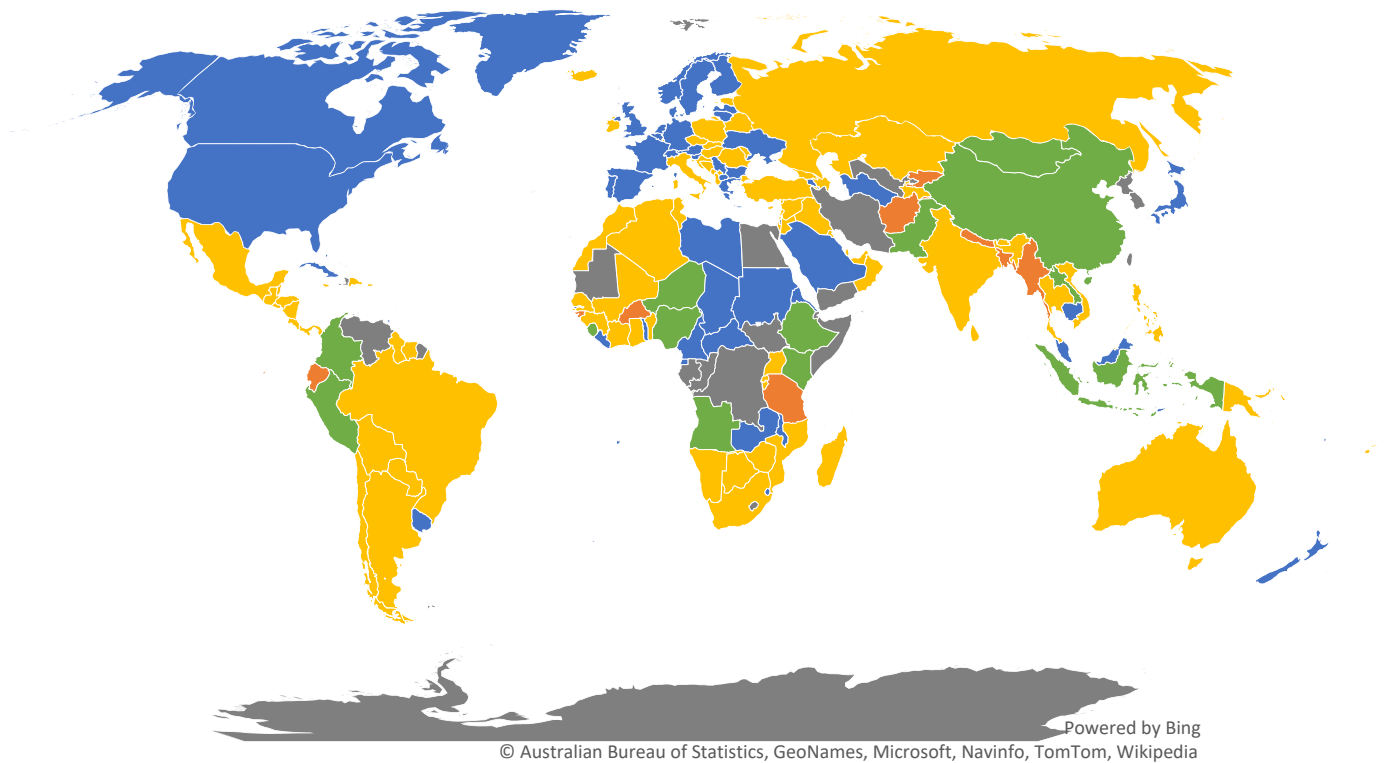 Powered by Bing
© Australian Bureau of Statistics, GeoNames, Microsoft, Navinfo, TomTom, Wikipedia